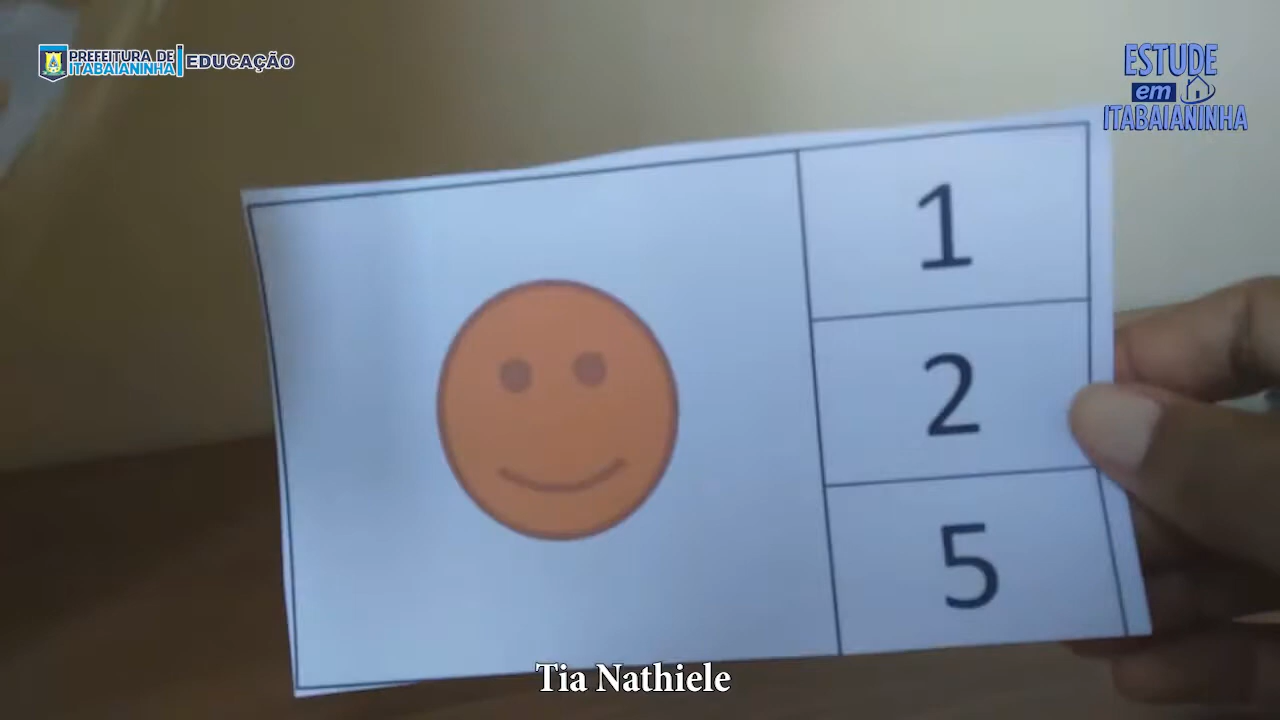 PREFEITURA DE
ITABAIANINHA
EDUCAÇÃO
ESTUDE
em
ITABAIANINHA
1
2
5
Tia Nathiele